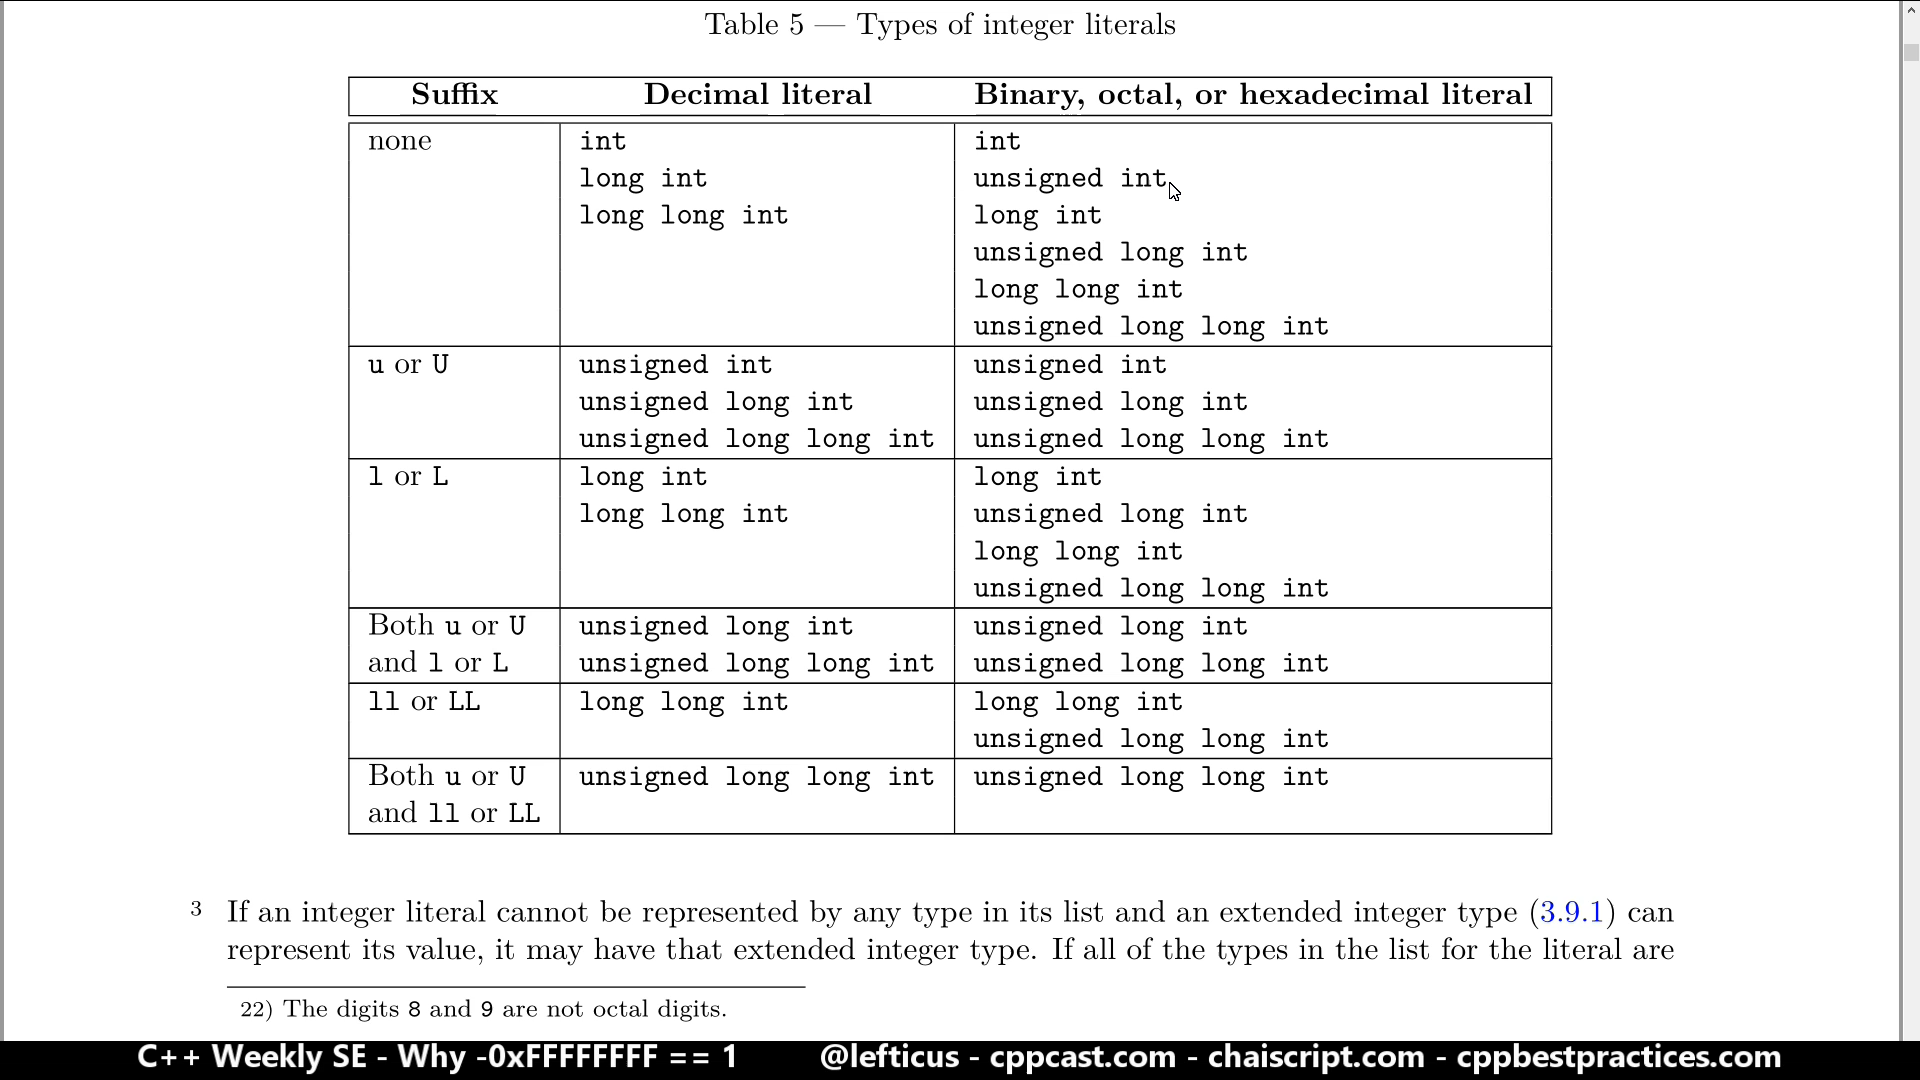 Table 5 — Types of integer literals
Suffix Decimal literal Binary, octal, or hexadecimal literal
none int int
long int unsigned int
long long int long int
unsigned long int
long long int
unsigned long long int
u or U unsigned int unsigned int
unsigned long int unsigned long int
unsigned long long int unsigned long long int
l or L long int long int
long long int unsigned long int
long long int
unsigned long long int
Both u or U unsigned long int unsigned long int
and l or L unsigned long long int unsigned long long int
ll or LL long long int long long int
unsigned long long int
Both u or U unsigned long long int unsigned long long int
and ll or LL
3 If an integer literal cannot be represented by any type in its list and an extended integer type (3.9.1) can
represent its value, it may have that extended integer type. If all of the types in the list for the literal are
22) The digits 8 and 9 are not octal digits.
C++ Weekly SE - Why -0xFFFFFFFF == 1 @lefticus - cppcast.com - chaiscript.com - cppbestpractices.com